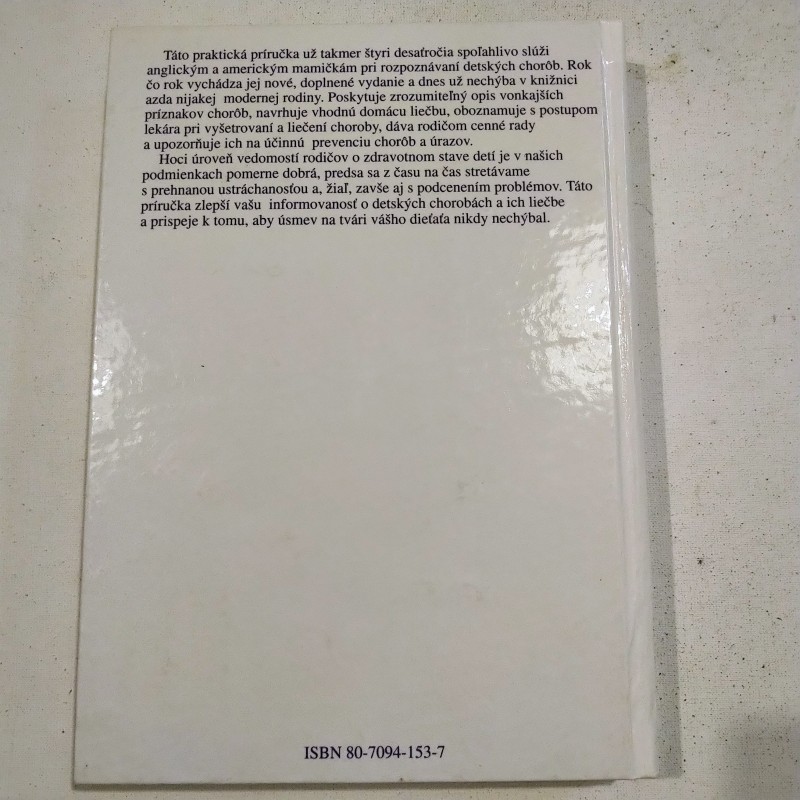 Táto praktická príručka už takmer štyri desaťročia spoľahlivo slúži
anglickým a americkým mamičkám pri rozpoznávaní detských chorôb. Rok
čo rok vychádza jej nové, doplnené vydanie a dnes už nechýba v knižnici
azda nijakej modernej rodiny. Poskytuje zrozumiteľný opis vonkajších
príznakov chorôb, navrhuje vhodnú domácu liečbu, oboznamuje s postupom
lekára pri vyšetrovaní a liečení choroby, dáva rodičom cenné rady
a upozorňuje ich na účinnú prevenciu chorôb a úrazov.
Hoci úroveň vedomostí rodičov o zdravotnom stave detí je v našich
podmienkach pomerne dobrá, predsa sa z času na čas stretávame
s prehnanou ustráchanosťou a, žiaľ, zavše aj s podcenením problémov. Táto
príručka zlepší vašu informovanosť o detských chorobách a ich liečbe
a prispeje k tomu, aby úsmev na tvári vášho dieťaťa nikdy nechýbal.
ISBN 80-7094-153-7